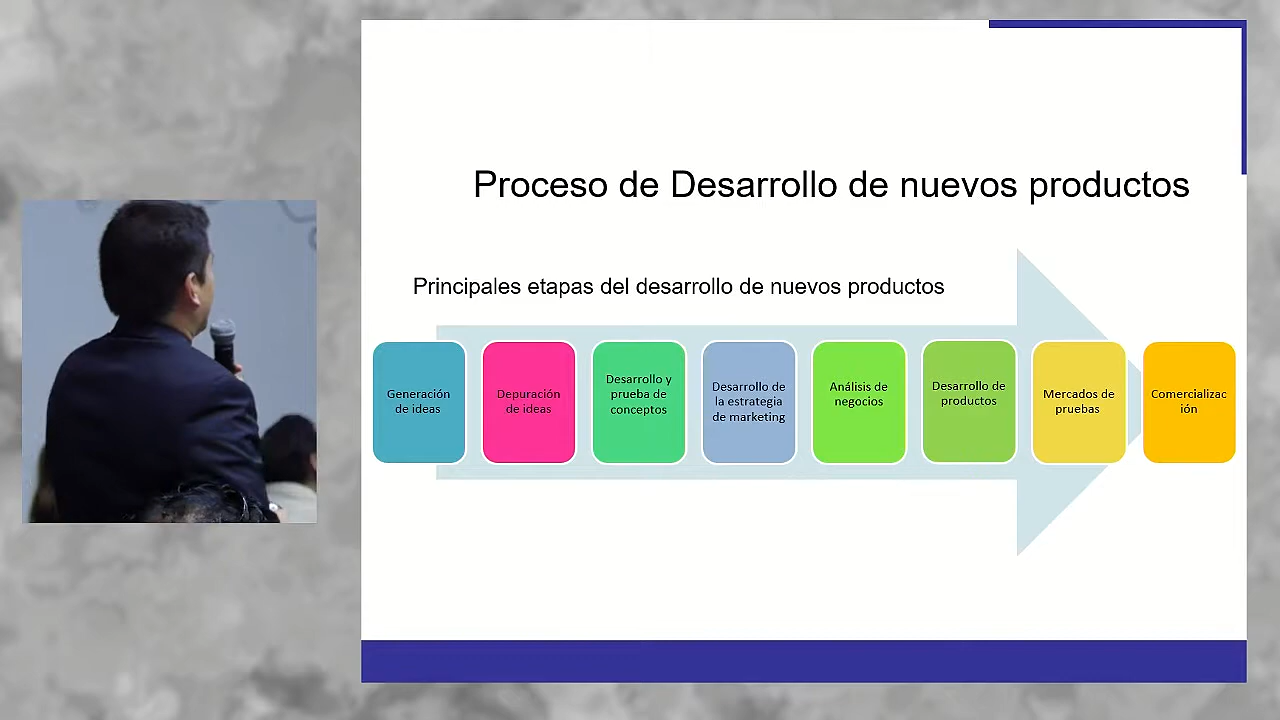 Proceso de Desarrollo de nuevos productos
Principales etapas del desarrollo de nuevos productos
Generación
de ideas
Depuración
de ideas
Desarrollo y
prueba de
conceptos
Desarrollo de
la estrategia
de marketing
Análisis de
negocios
Desarrollo de
productos
Mercados de
pruebas
Comercializac
ión